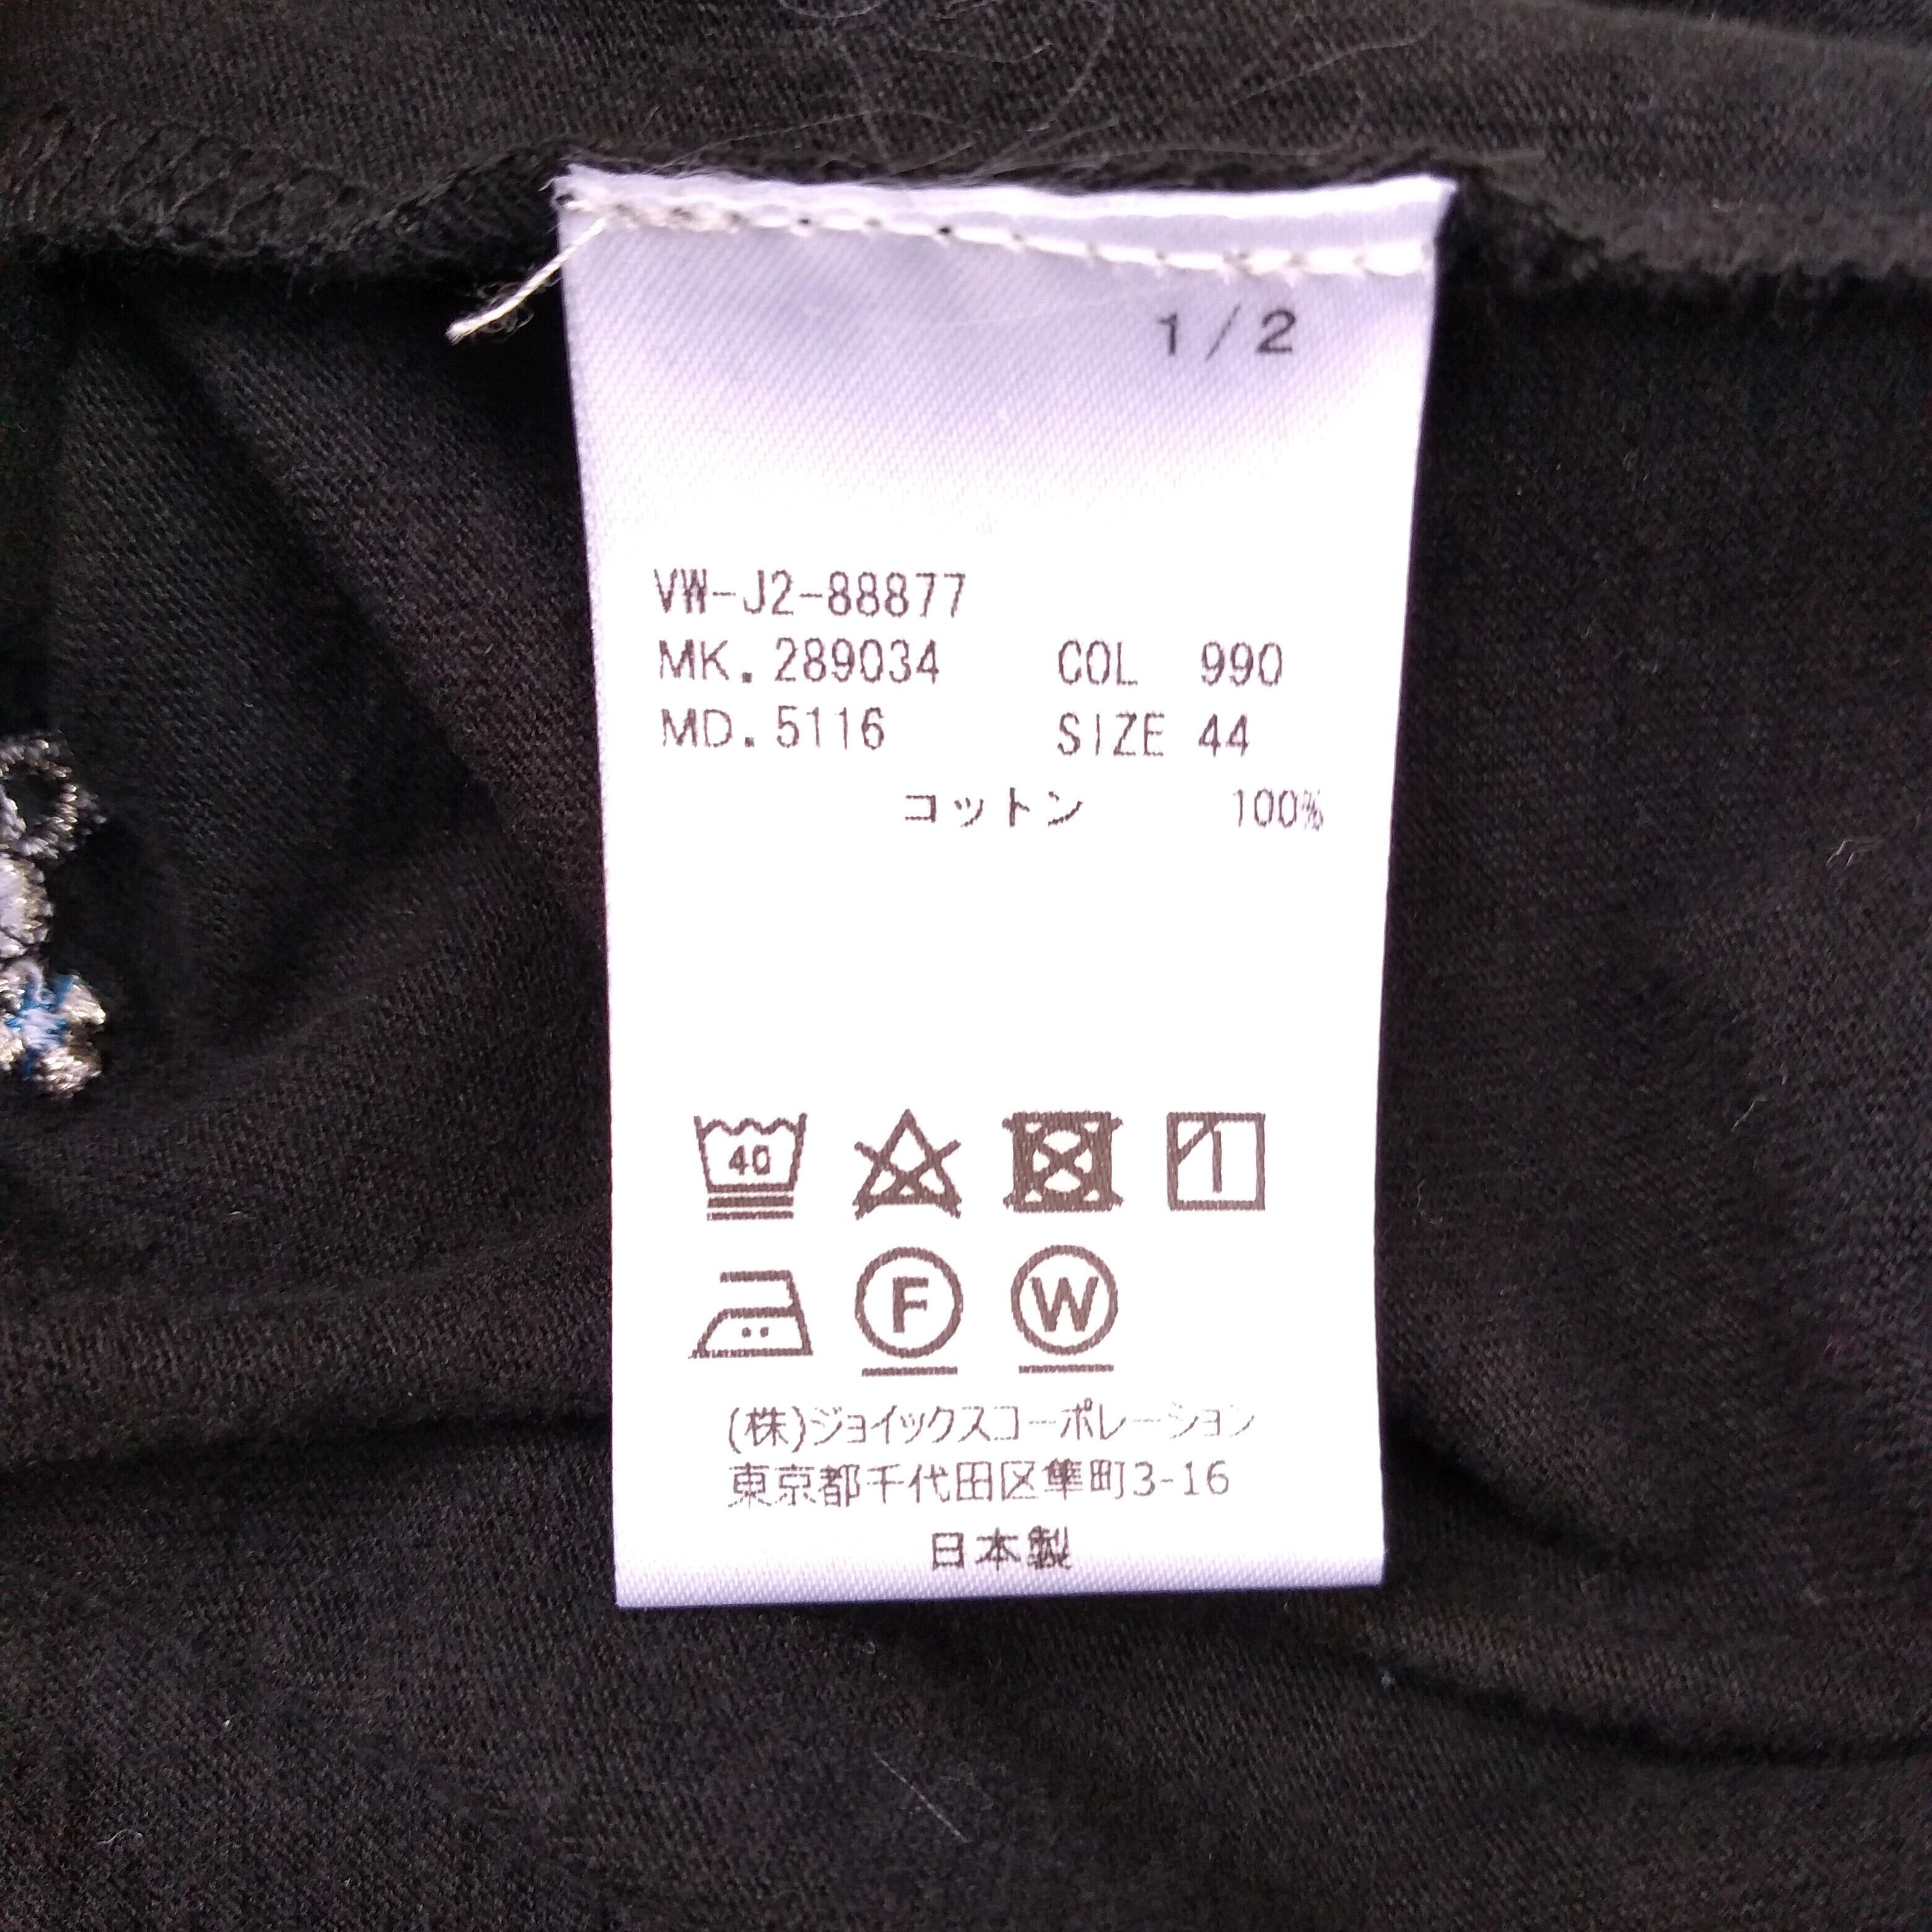 1/2
VW-J2-88877
MK. 289034 COL 990
MD. 5116 SIZE 44
コットン 100%
40
F W
(株)ジョイックスコーポレーション
東京都千代田区隼町3-16
日本製